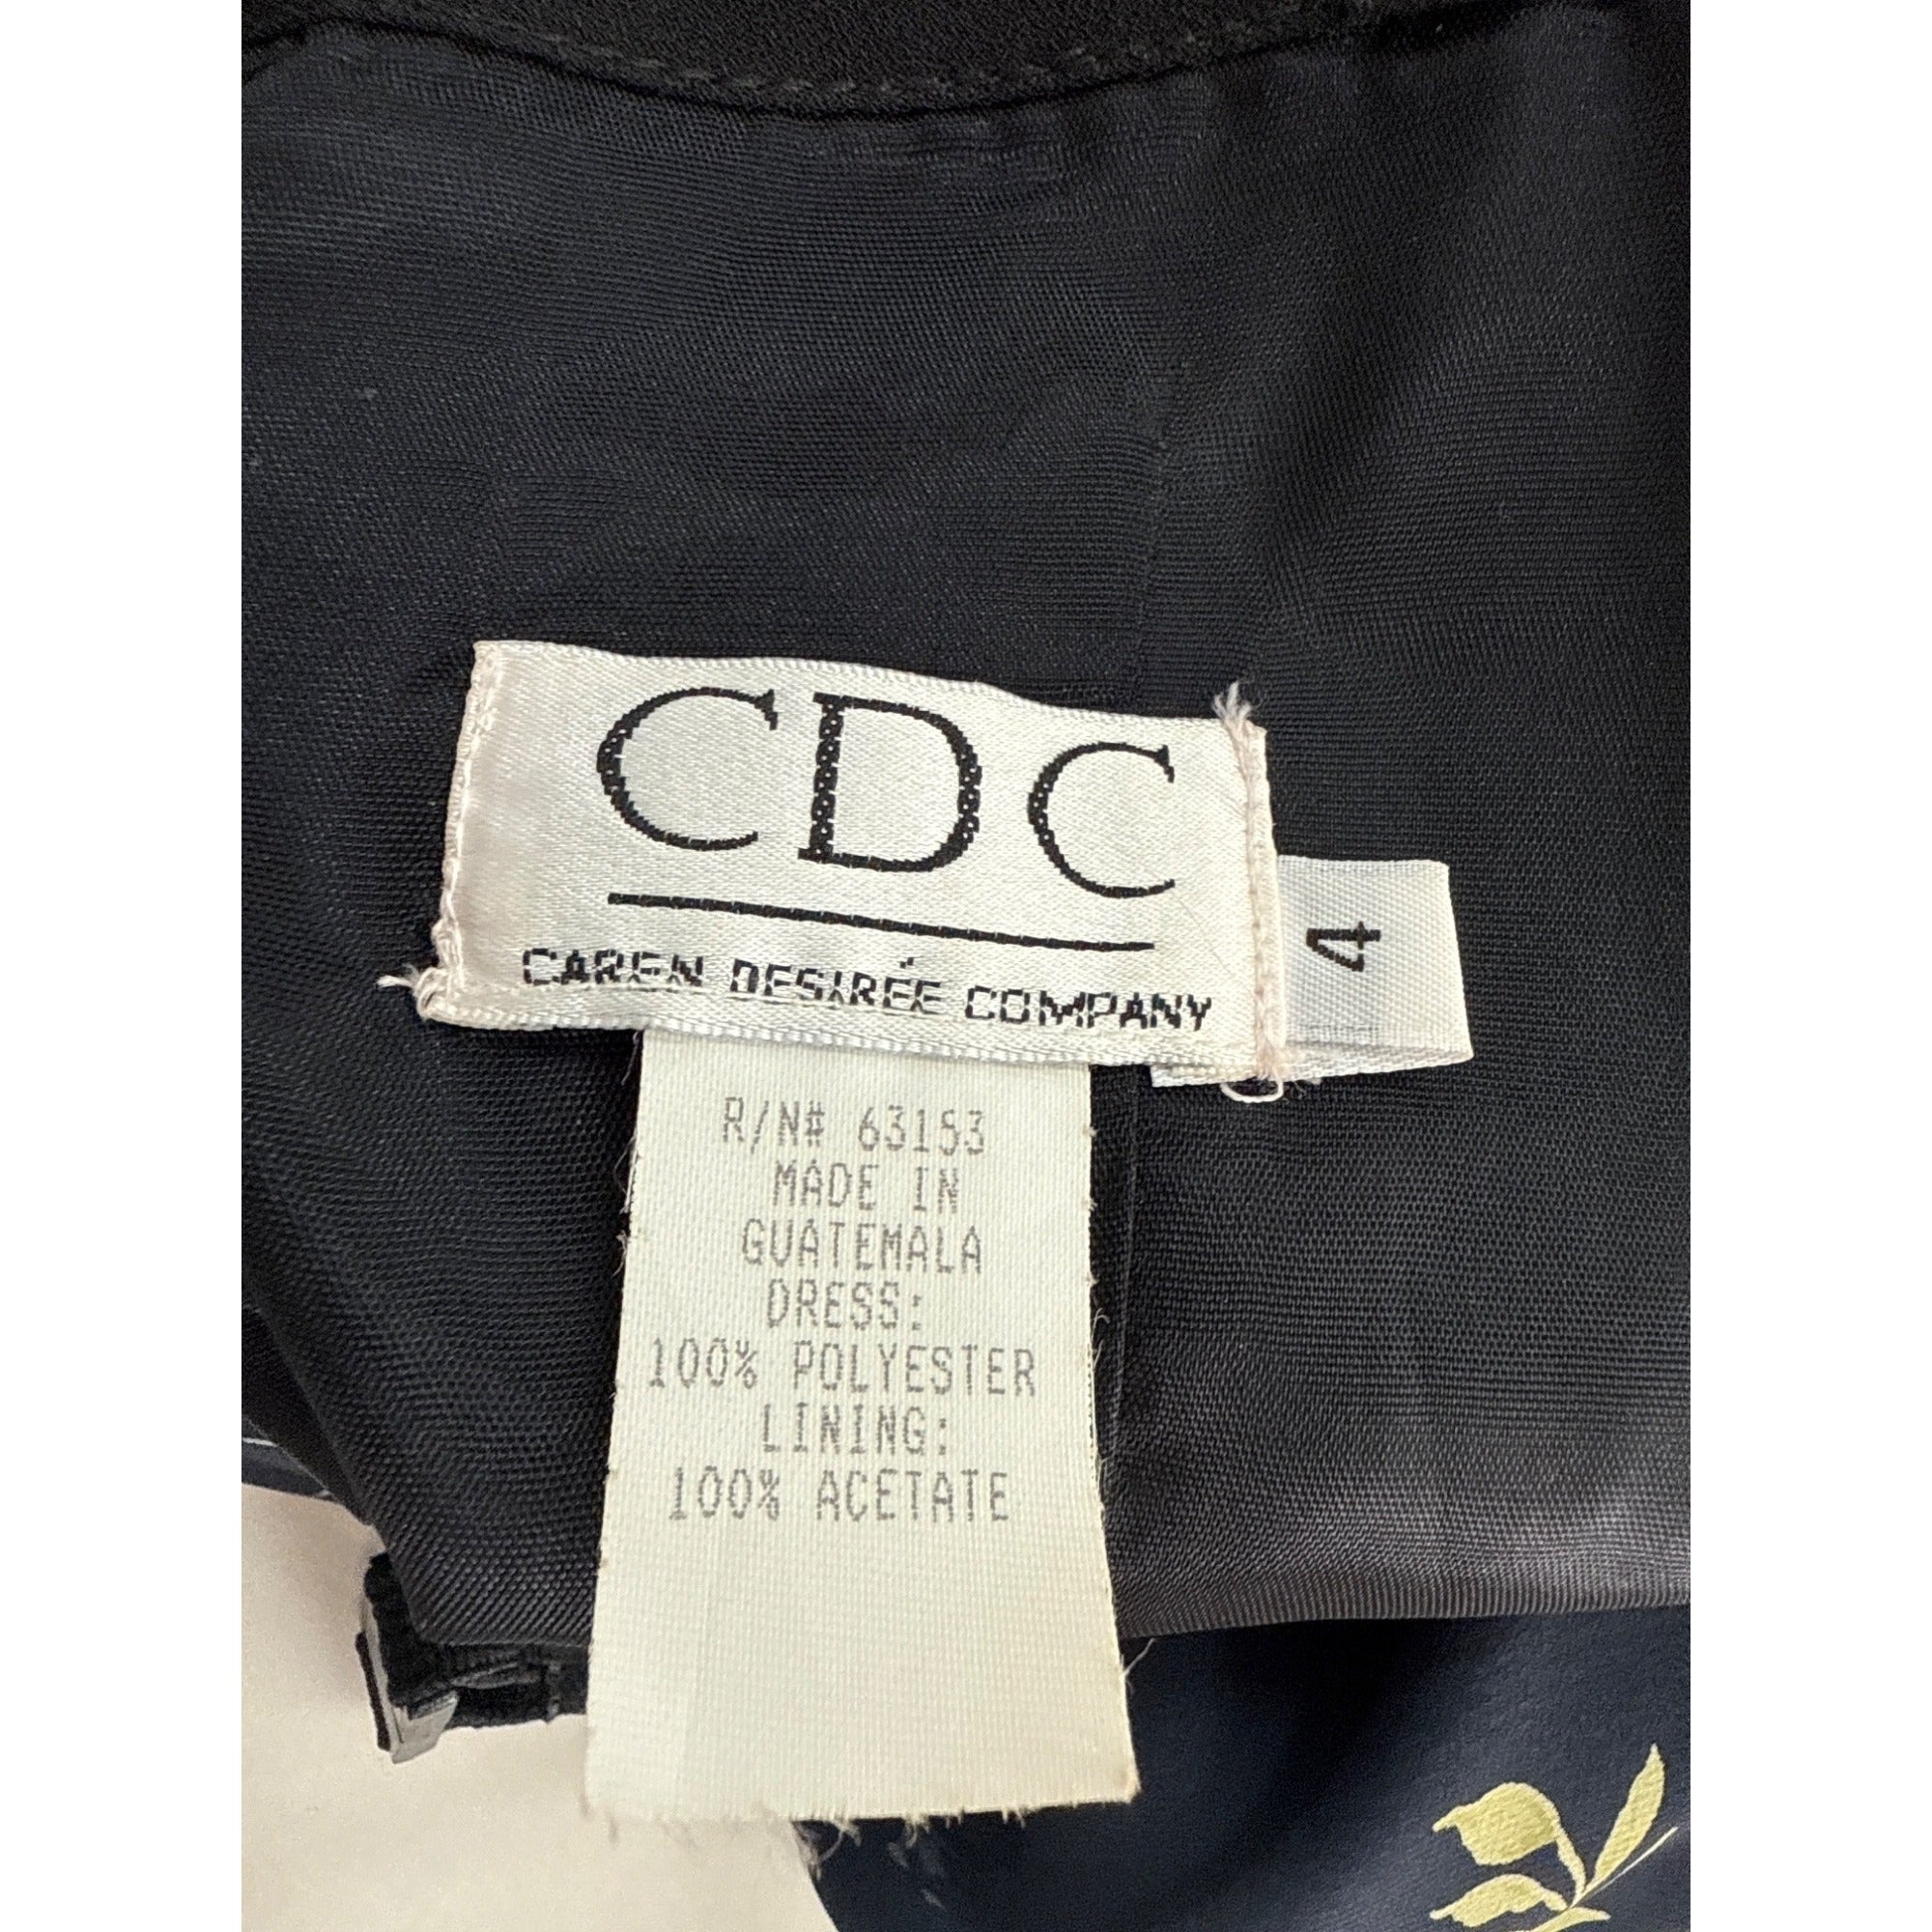 CDC
CAREN DESIRÉE COMPANY
4
R/N# 63153
MADE IN
GUATEMALA
DRESS:
100% POLYESTER
LINING:
100% ACETATE